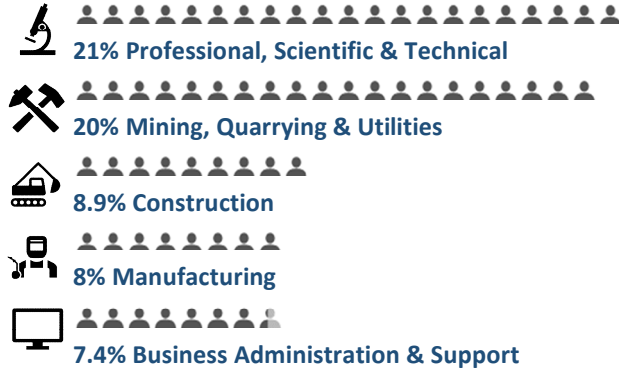 21% Professional, Scientific & Technical
20% Mining, Quarrying & Utilities
8.9% Construction
8% Manufacturing
7.4% Business Administration & Support